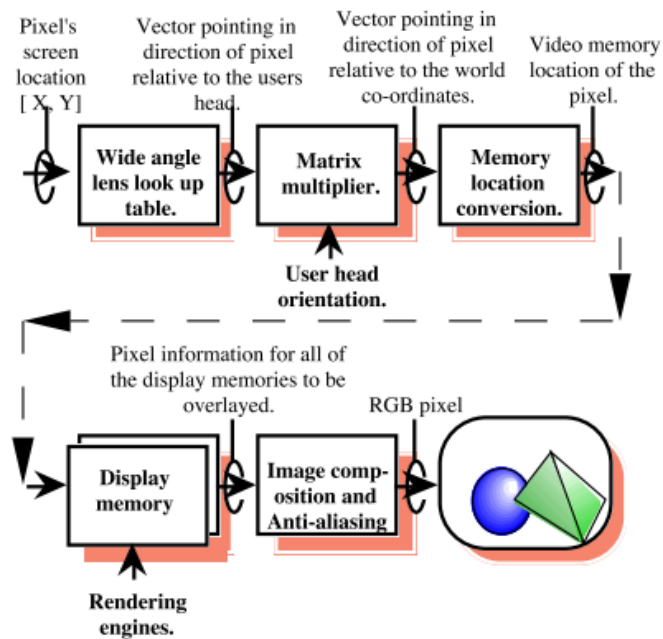 Pixel's
screen
location
[ X, Y]
Vector pointing in
direction of pixel
relative to the users
head.
Vector pointing in
direction of pixel
relative to the world
co-ordinates.
Video memory
location of the
pixel.
Wide angle
lens look up
table.
Matrix
multiplier.
Memory
location
conversion.
User head
orientation.
Pixel information for all of
the display memories to be
overlayed.
RGB pixel
Display
memory
Image comp-
osition and
Anti-aliasing
Rendering
engines.